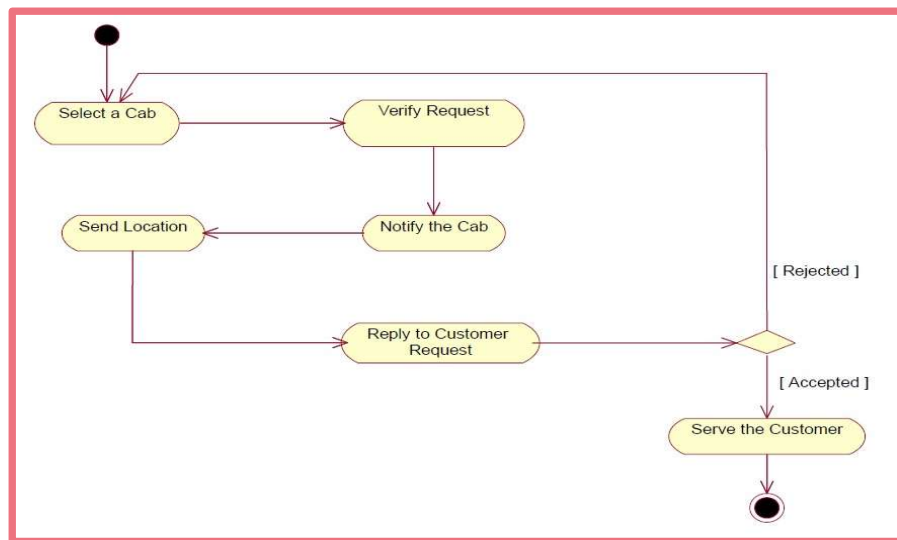 Select a Cab
Verify Request
Send Location
Notify the Cab
[ Rejected ]
Reply to Customer
Request
[ Accepted ]
Serve the Customer